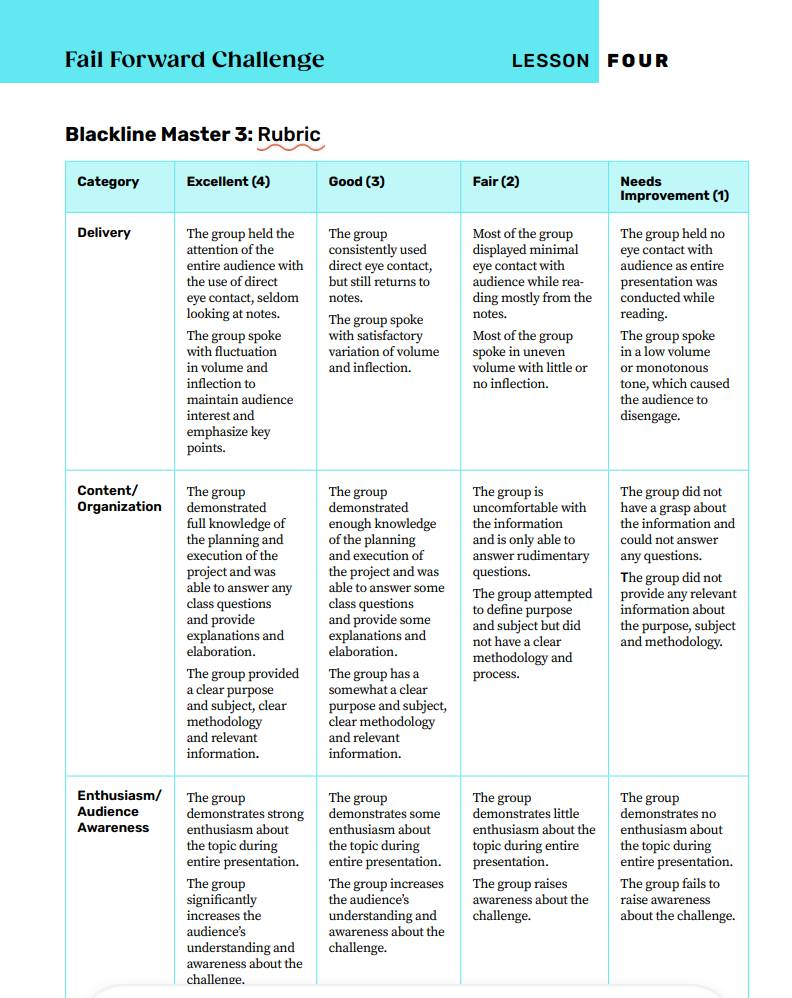 Fail Forward Challenge
LESSON FOUR
Blackline Master 3: Rubric
Category
Excellent (4)
Good (3)
Fair (2)
Needs
Improvement (1)
Delivery
The group held the
attention of the
entire audience with
the use of direct
eye contact, seldom
looking at notes.
The group spoke
with fluctuation
in volume and
inflection to
maintain audience
interest and
emphasize key
points.
The group
consistently used
direct eye contact,
but still returns to
notes.
The group spoke
with satisfactory
variation of volume
and inflection.
Most of the group
displayed minimal
eye contact with
audience while rea-
ding mostly from the
notes.
Most of the group
spoke in uneven
volume with little or
no inflection.
The group held no
eye contact with
audience as entire
presentation was
conducted while
reading.
The group spoke
in a low volume
or monotonous
tone, which caused
the audience to
disengage.
Content/
Organization
The group
demonstrated
full knowledge of
the planning and
execution of the
project and was
able to answer any
class questions
and provide
explanations and
elaboration.
The group provided
a clear purpose
and subject, clear
methodology
and relevant
information.
The group
demonstrated
enough knowledge
of the planning
and execution of
the project and was
able to answer some
class questions
and provide some
explanations and
elaboration.
The group has a
somewhat a clear
purpose and subject,
clear methodology
and relevant
information.
The group is
uncomfortable with
the information
and is only able to
answer rudimentary
questions.
The group attempted
to define purpose
and subject but did
not have a clear
methodology and
process.
The group did not
have a grasp about
the information and
could not answer
any questions.
The group did not
provide any relevant
information about
the purpose, subject
and methodology.
Enthusiasm/
Audience
Awareness
The group
demonstrates strong
enthusiasm about
the topic during
entire presentation.
The group
significantly
increases the
audience’s
understanding and
awareness about the
challenge.
The group
demonstrates some
enthusiasm about
the topic during
entire presentation.
The group increases
the audience’s
understanding and
awareness about the
challenge.
The group
demonstrates little
enthusiasm about the
topic during entire
presentation.
The group raises
awareness about the
challenge.
The group
demonstrates no
enthusiasm about
the topic during
entire presentation.
The group fails to
raise awareness
about the challenge.